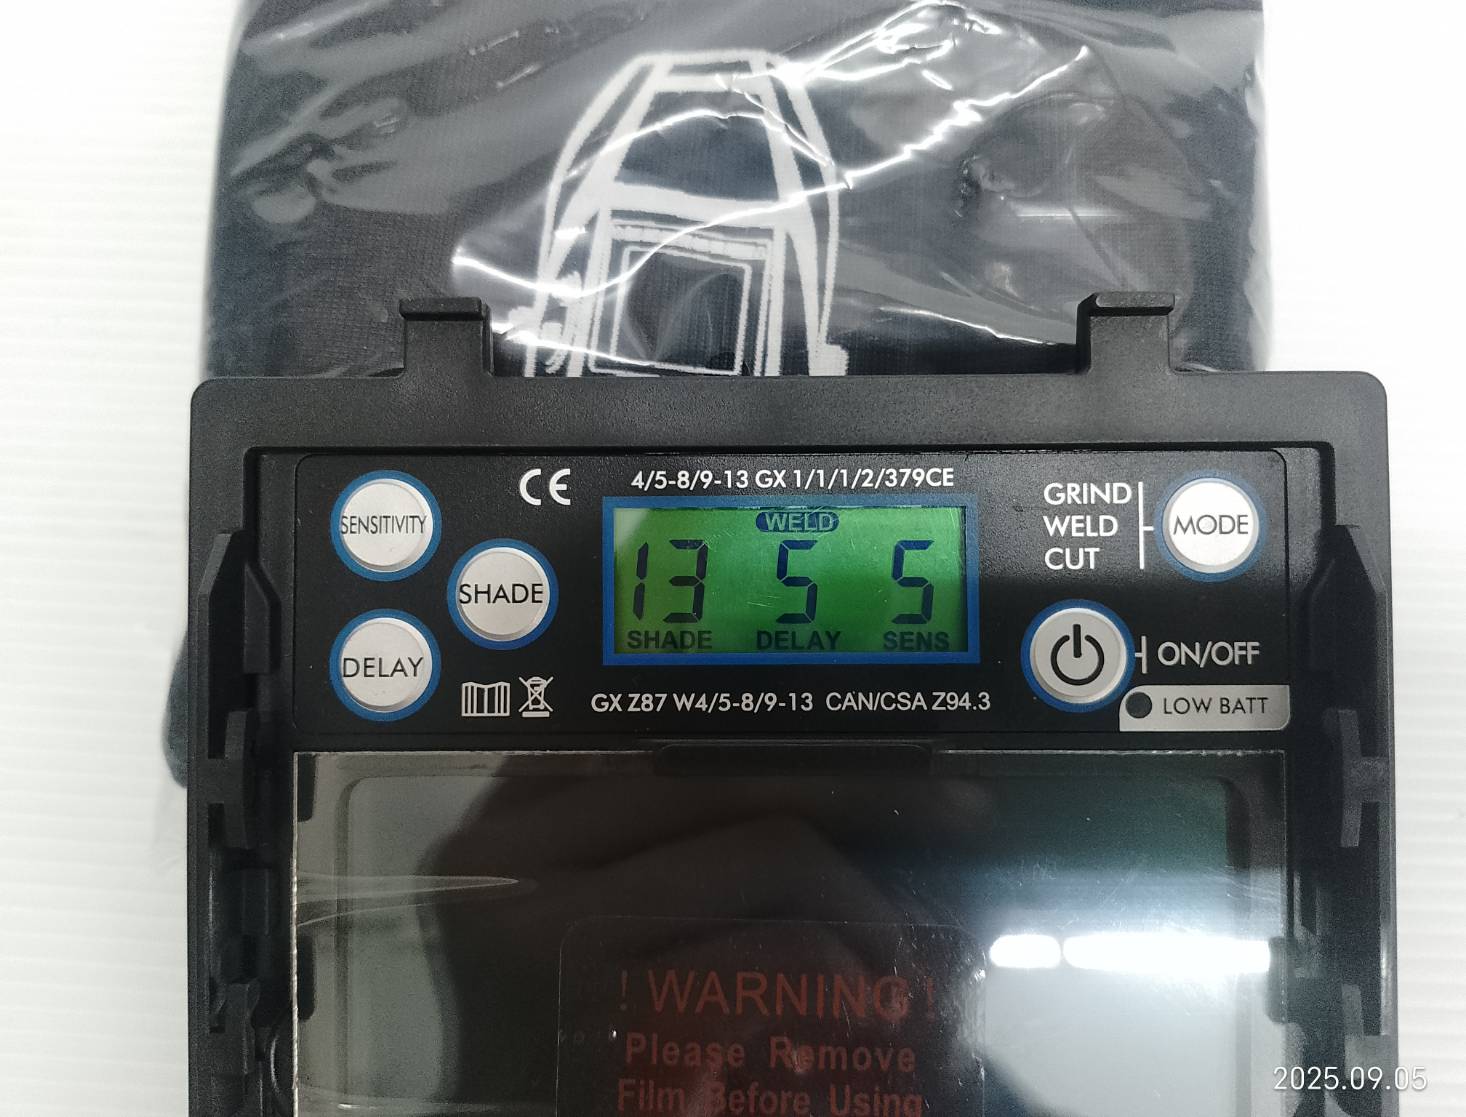 SENSITIVITY
SHADE
DELAY
CE
4/5-8/9-13 GX 1/1/1/2/379CE
WELD
13 5 5
SHADE DELAY SENS
GX Z87 W4/5-8/9-13 CAN/CSA Z94.3
GRIND
WELD
CUT
MODE
ON/OFF
LOW BATT
! WARNING !
Please Remove
Film Before Using
2025.09.05